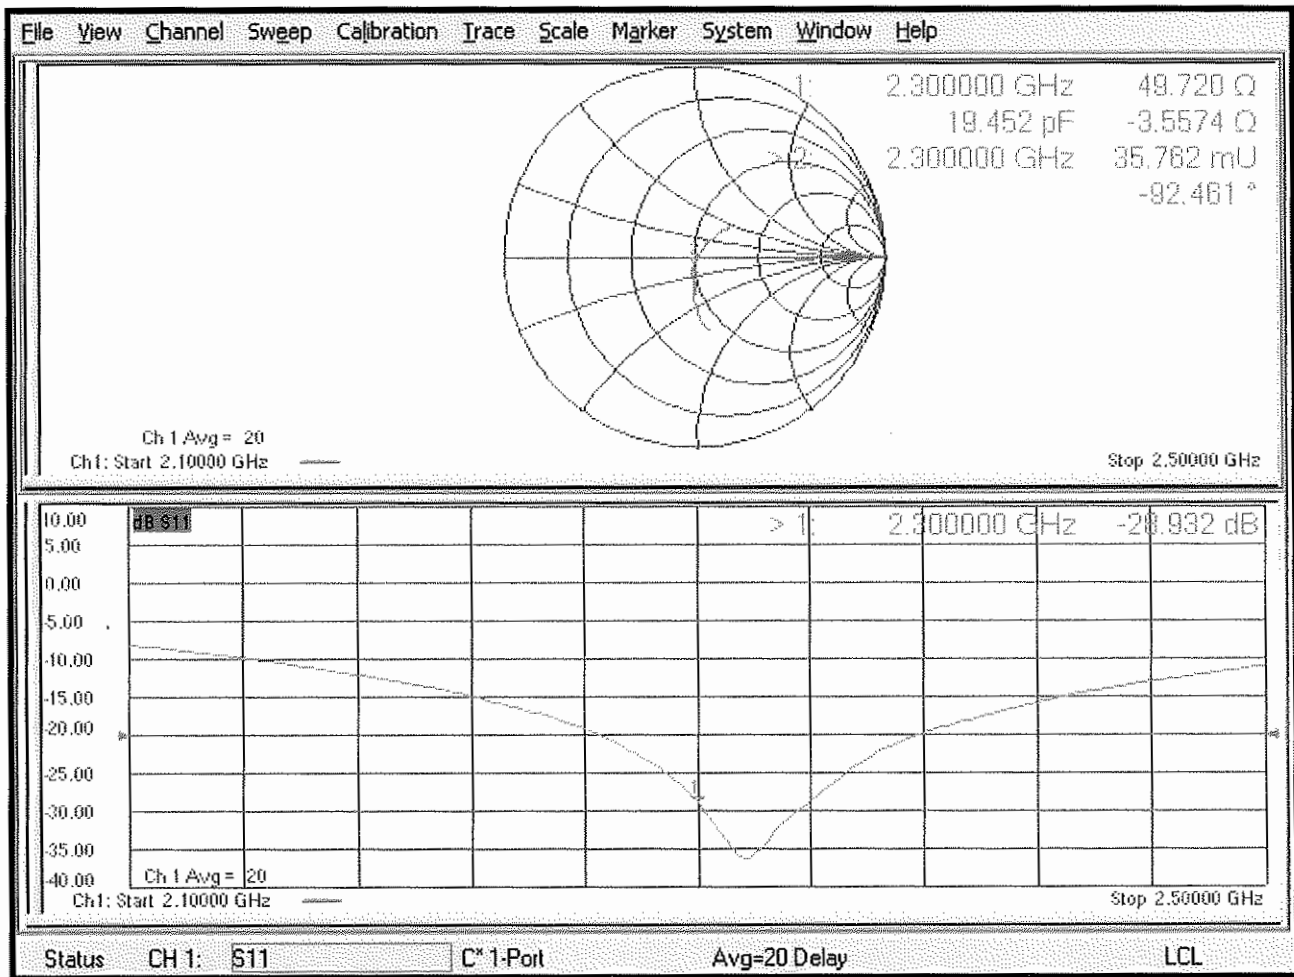 File View Channel Sweep Calibration Trace Scale Marker System Window Help
1: 2.300000 GHz 49.720 Ω
19.452 pF -3.5574 Ω
> 2: 2.300000 GHz 35.762 mU
-92.461 °
Ch 1 Avg = 20
Ch1: Start 2.10000 GHz Stop 2.50000 GHz
10.00 dB S11 > 1: 2.300000 GHz -28.932 dB
5.00
0.00
-5.00
-10.00
-15.00
-20.00
-25.00
1
-30.00
-35.00
-40.00 Ch 1 Avg = 20
Ch1: Start 2.10000 GHz Stop 2.50000 GHz
Status CH 1: S11 C* 1-Port Avg=20 Delay LCL